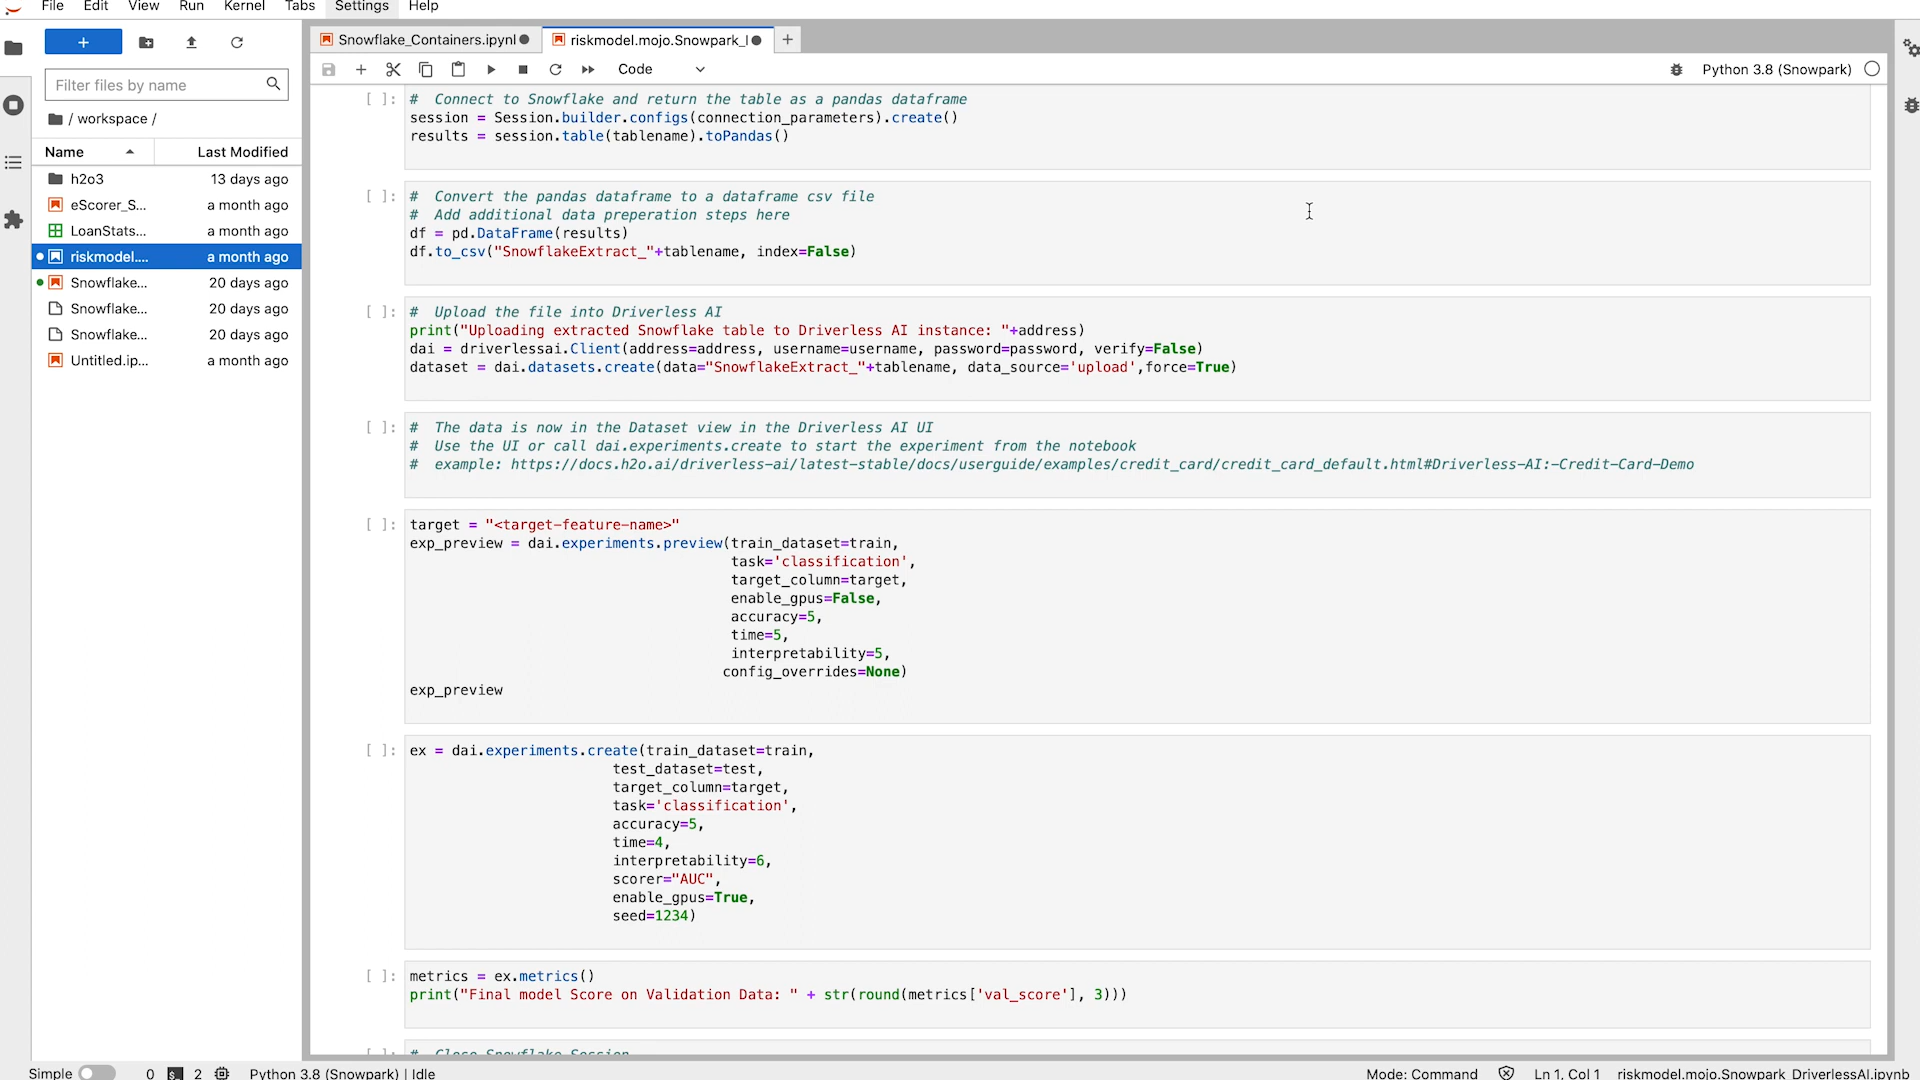 File Edit View Run Kernel Tabs Settings Help
Snowflake_Containers.ipynl
riskmodel.mojo.Snowpark_I
Code
Python 3.8 (Snowpark)
Filter files by name
/ workspace /
Name Last Modified
h2o3 13 days ago
eScorer_S... a month ago
LoanStats... a month ago
riskmodel.... a month ago
Snowflake... 20 days ago
Snowflake... 20 days ago
Snowflake... 20 days ago
Untitled.ip... a month ago
[ ]: # Connect to Snowflake and return the table as a pandas dataframe
session = Session.builder.configs(connection_parameters).create()
results = session.table(tablename).toPandas()
[ ]: # Convert the pandas dataframe to a dataframe csv file
# Add additional data preperation steps here
df = pd.DataFrame(results)
df.to_csv("SnowflakeExtract_"+tablename, index=False)
[ ]: # Upload the file into Driverless AI
print("Uploading extracted Snowflake table to Driverless AI instance: "+address)
dai = driverlessai.Client(address=address, username=username, password=password, verify=False)
dataset = dai.datasets.create(data="SnowflakeExtract_"+tablename, data_source='upload',force=True)
[ ]: # The data is now in the Dataset view in the Driverless AI UI
# Use the UI or call dai.experiments.create to start the experiment from the notebook
# example: https://docs.h2o.ai/driverless-ai/latest-stable/docs/userguide/examples/credit_card/credit_card_default.html#Driverless-AI:-Credit-Card-Demo
[ ]: target = "<target-feature-name>"
exp_preview = dai.experiments.preview(train_dataset=train,
task='classification',
target_column=target,
enable_gpus=False,
accuracy=5,
time=5,
interpretability=5,
config_overrides=None)
exp_preview
[ ]: ex = dai.experiments.create(train_dataset=train,
test_dataset=test,
target_column=target,
task='classification',
accuracy=5,
time=4,
interpretability=6,
scorer="AUC",
enable_gpus=True,
seed=1234)
[ ]: metrics = ex.metrics()
print("Final model Score on Validation Data: " + str(round(metrics['val_score'], 3)))
[ ]: # Close Snowflake Session
Simple 0 2 Python 3.8 (Snowpark) | Idle Mode: Command Ln 1, Col 1 riskmodel.mojo.Snowpark_DriverlessAI.ipynb